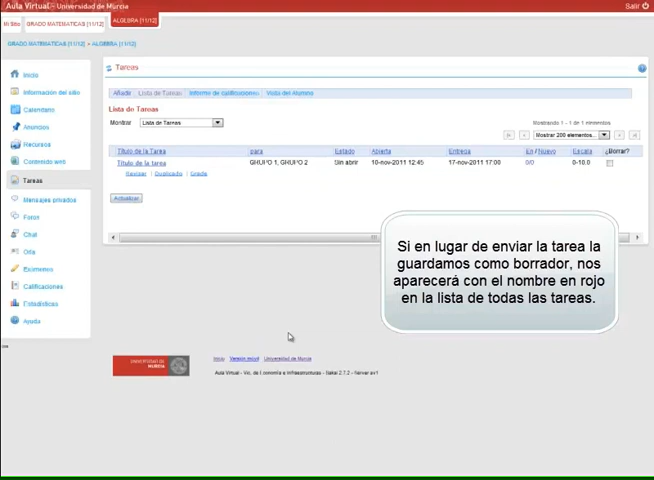 Aula Virtual - Universidad de Murcia
Salir
Mi Sitio
GRADO MATEMATICAS [11/12]
ALGEBRA [11/12]
GRADO MATEMATICAS [11/12] > ALGEBRA [11/12]
Inicio
Información del sitio
Calendario
Anuncios
Recursos
Contenido web
Tareas
Mensajes privados
Foros
Chat
Exámenes
Calificaciones
Estadísticas
Ayuda
Tareas
Añadir
Lista de Tareas
Informe de calificaciones
Vista del Alumno
Lista de Tareas
Mostrar Lista de Tareas
Mostrando 1 - 1 de 1 elementos
Mostrar 200 elementos...
Título de la Tarea para Estado Abierta Entrega En / Nuevo Escala ¿Borrar?
Título de la tarea GRUPO 1, GRUPO 2 Sin abrir 10-nov-2011 12:45 17-nov-2011 17:00 0/0 0-10.0
Revisar Duplicado
Actualizar
Si en lugar de enviar la tarea la
guardamos como borrador, nos
aparecerá con el nombre en rojo
en la lista de todas las tareas.
UNIVERSIDAD DE
MURCIA
Inicio Versión móvil Universidad de Murcia